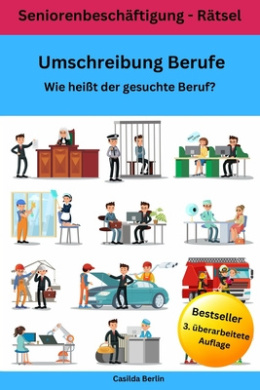 Seniorenbeschäftigung - Rätsel
Umschreibung Berufe
Wie heißt der gesuchte Beruf?
Bestseller
3. überarbeitete
Auflage
Casilda Berlin